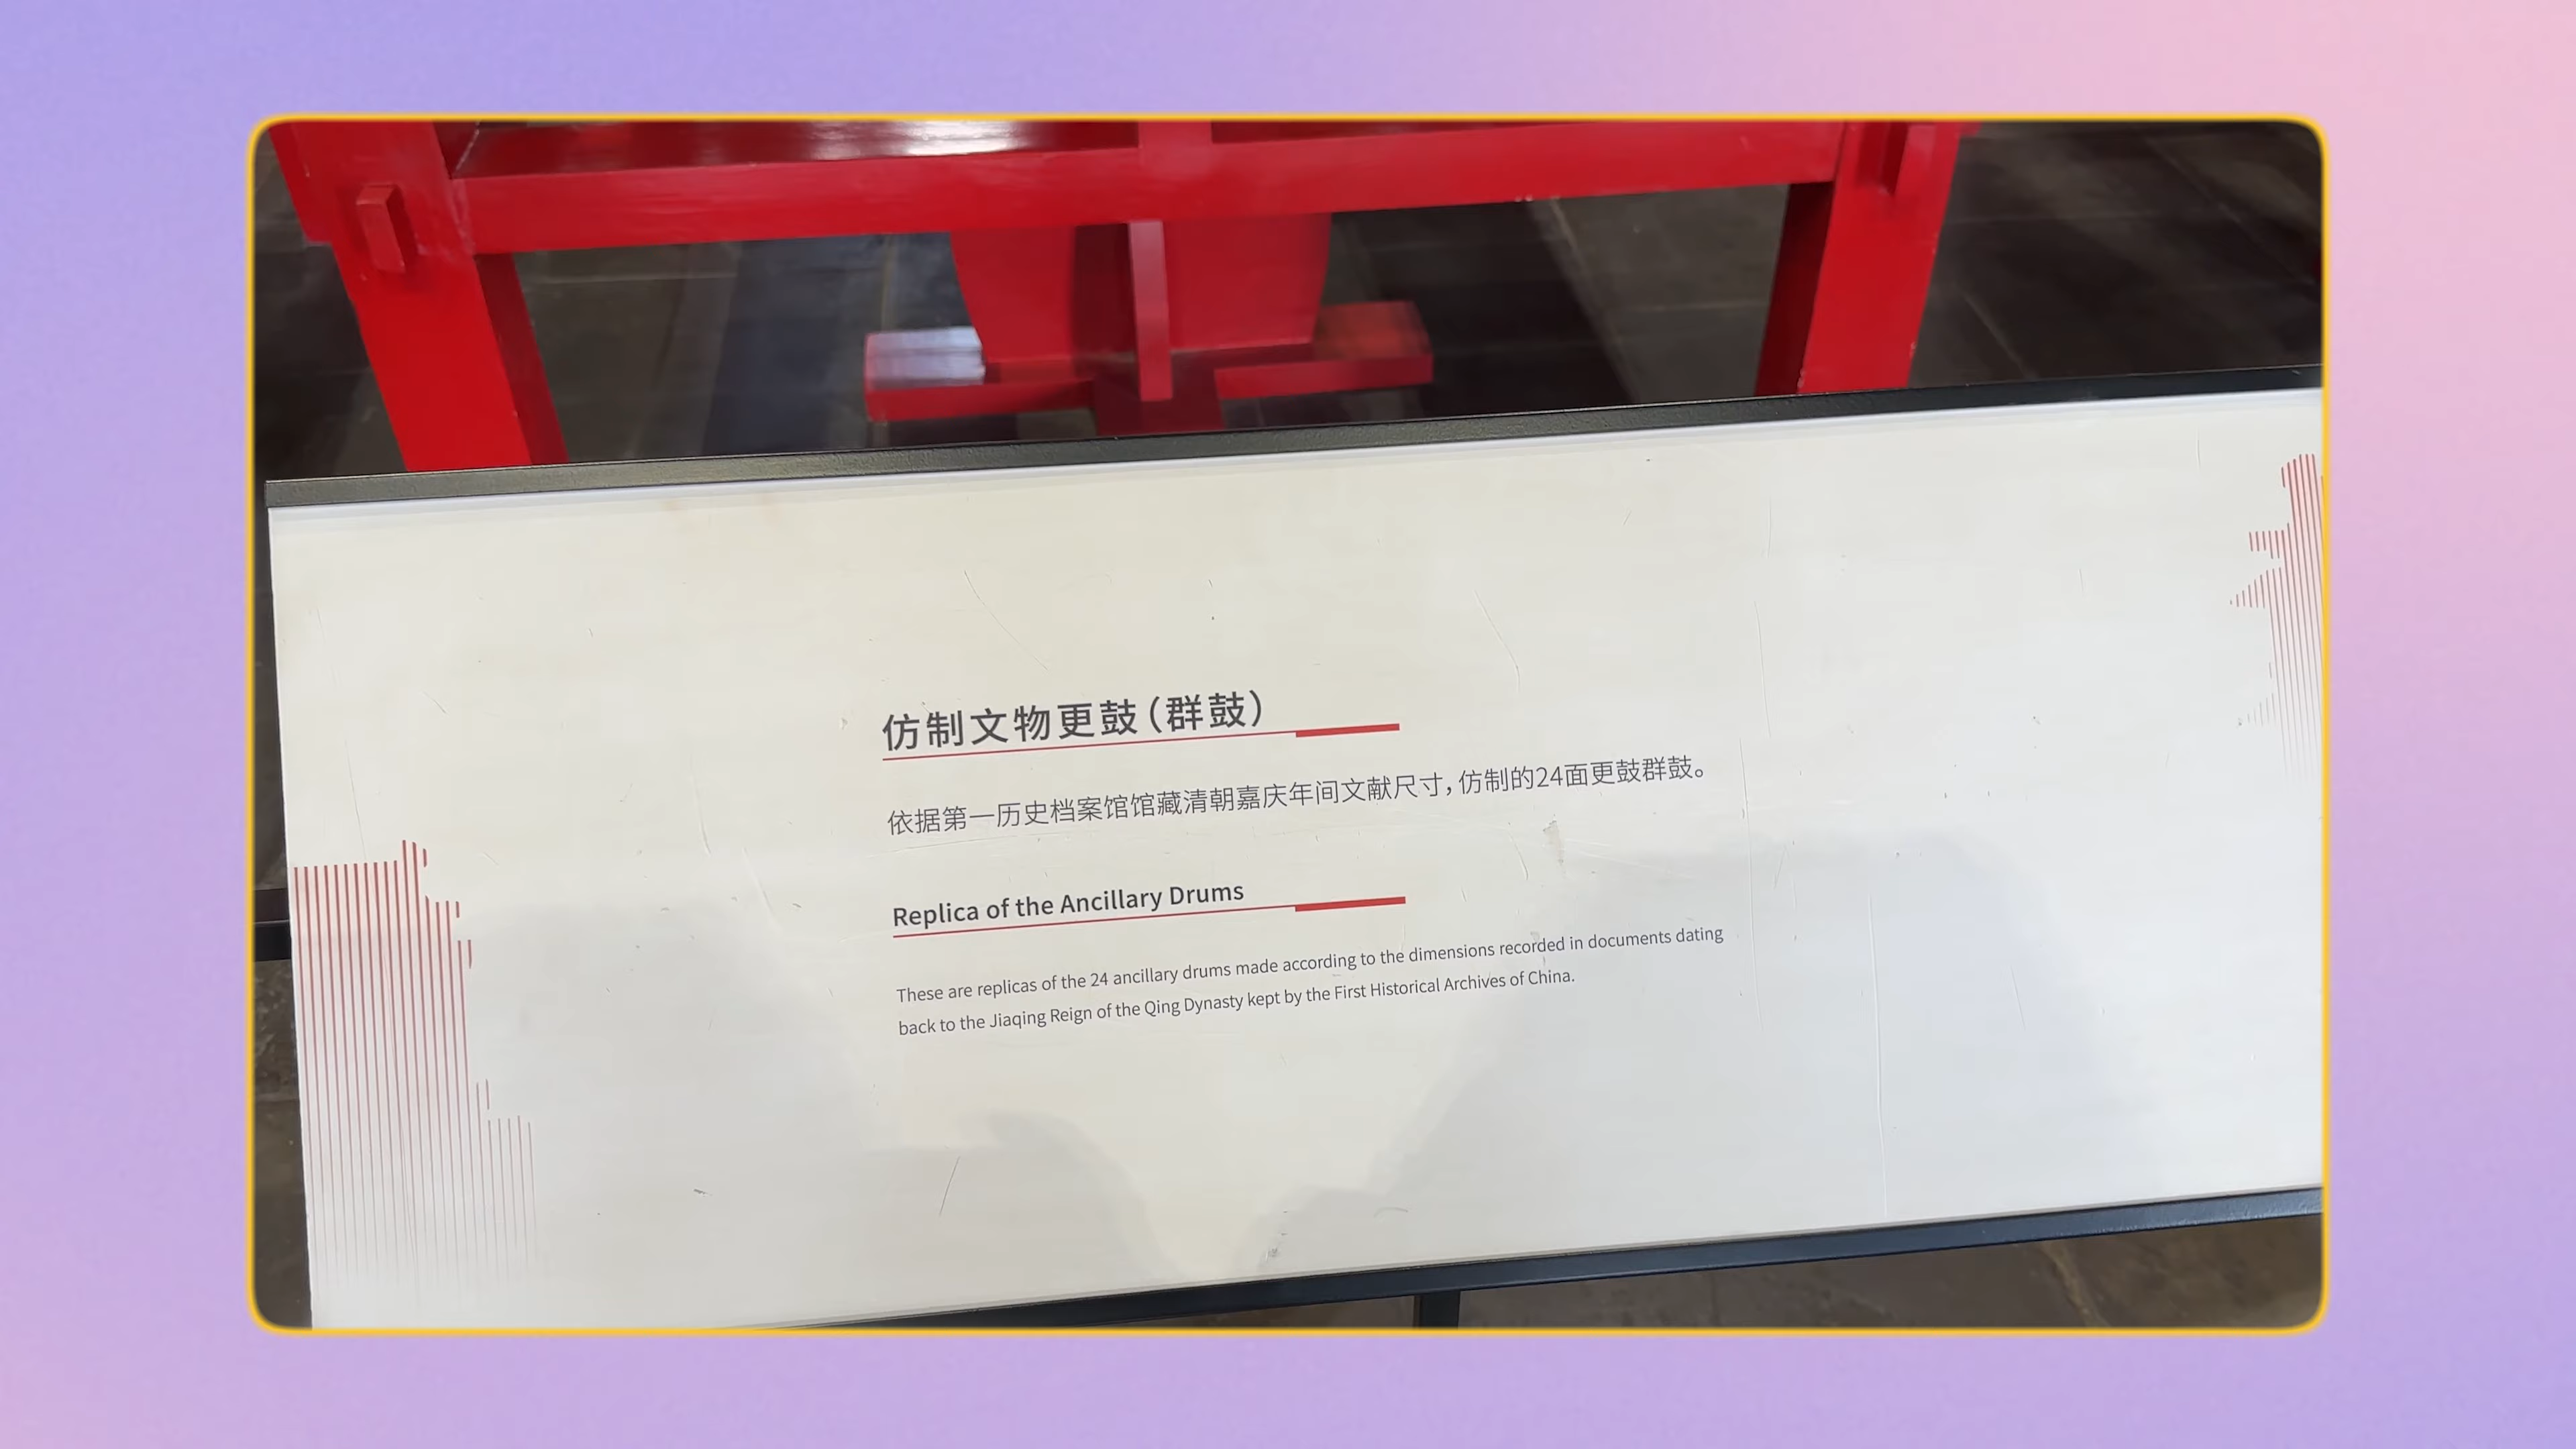 仿制文物更鼓（群鼓）
依据第一历史档案馆馆藏清朝嘉庆年间文献尺寸，仿制的24面更鼓群鼓。
Replica of the Ancillary Drums
These are replicas of the 24 ancillary drums made according to the dimensions recorded in documents dating
back to the Jiaqing Reign of the Qing Dynasty kept by the First Historical Archives of China.